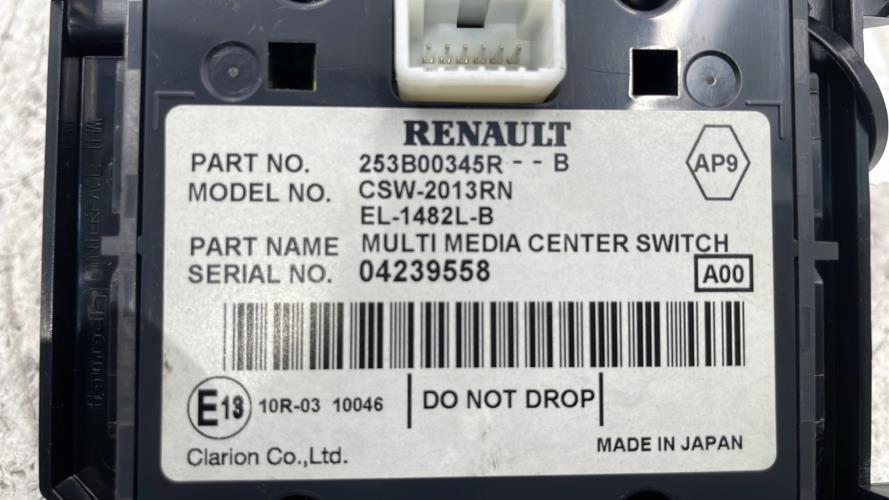 RENAULT
PART NO. 253B00345R - - B
AP9
MODEL NO. CSW-2013RN
EL-1482L-B
PART NAME MULTI MEDIA CENTER SWITCH
SERIAL NO. 04239558
A00
E13 10R-03 10046 DO NOT DROP
Clarion Co.,Ltd. MADE IN JAPAN